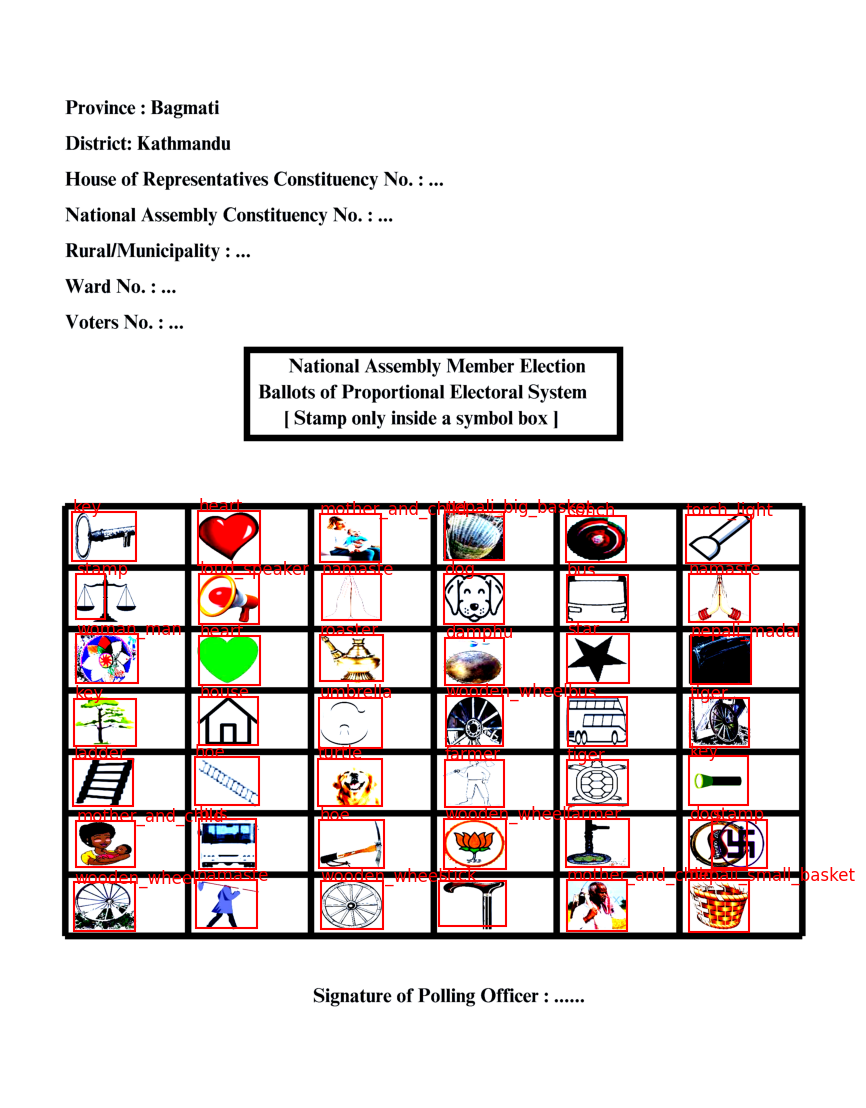 Province : Bagmati
District: Kathmandu
House of Representatives Constituency No. : ...
National Assembly Constituency No. : ...
Rural/Municipality : ...
Ward No. : ...
Voters No. : ...
National Assembly Member Election
Ballots of Proportional Electoral System
[ Stamp only inside a symbol box ]
key heart mother_and_child nepali_big_basket torch_light
stamp loud_speaker namaste dog bus namaste
woman_man heart damphu star nepali_madal
key house umbrella wooden_wheel bus tiger
ladder hoe turtle farmer tiger key
mother_and_child hoe wooden_wheel farmer dog stamp
wooden_wheel namaste wooden_wheel stick mother_and_child nepali_small_basket
Signature of Polling Officer : ......